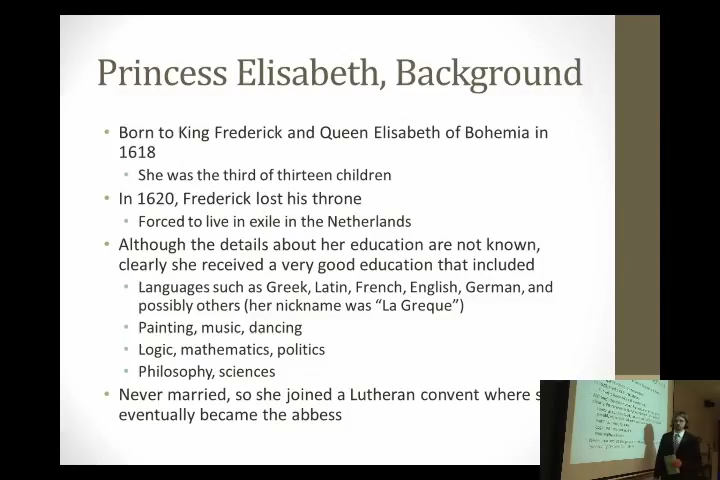 Princess Elisabeth, Background
• Born to King Frederick and Queen Elisabeth of Bohemia in
1618
• She was the third of thirteen children
• In 1620, Frederick lost his throne
• Forced to live in exile in the Netherlands
• Although the details about her education are not known,
clearly she received a very good education that included
• Languages such as Greek, Latin, French, English, German, and
possibly others (her nickname was “La Greque”)
• Painting, music, dancing
• Logic, mathematics, politics
• Philosophy, sciences
• Never married, so she joined a Lutheran convent where
eventually became the abbess